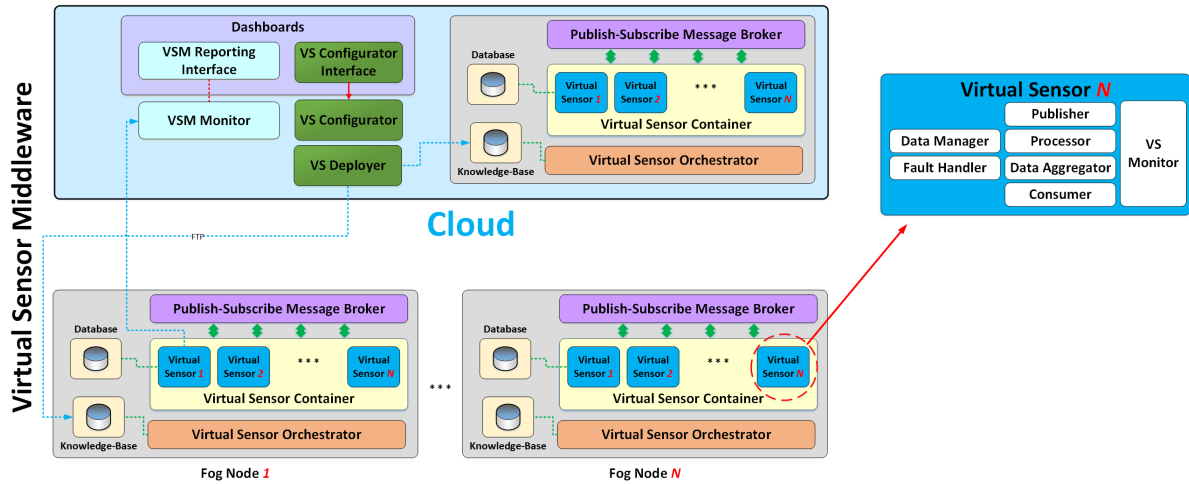 Virtual Sensor Middleware
Dashboards
VSM Reporting
Interface
VS Configurator
Interface
VSM Monitor
VS Configurator
VS Deployer
Publish-Subscribe Message Broker
Database
Virtual
Sensor 1
Virtual
Sensor 2
***
Virtual
Sensor N
Virtual Sensor Container
Knowledge-Base
Virtual Sensor Orchestrator
Cloud
FTP
Virtual Sensor N
Publisher
Data Manager
Processor
Fault Handler
Data Aggregator
Consumer
VS
Monitor
Publish-Subscribe Message Broker
Database
Virtual
Sensor 1
Virtual
Sensor 2
***
Virtual
Sensor N
Virtual Sensor Container
Knowledge-Base
Virtual Sensor Orchestrator
Fog Node 1
***
Publish-Subscribe Message Broker
Database
Virtual
Sensor 1
Virtual
Sensor 2
***
Virtual
Sensor N
Virtual Sensor Container
Knowledge-Base
Virtual Sensor Orchestrator
Fog Node N